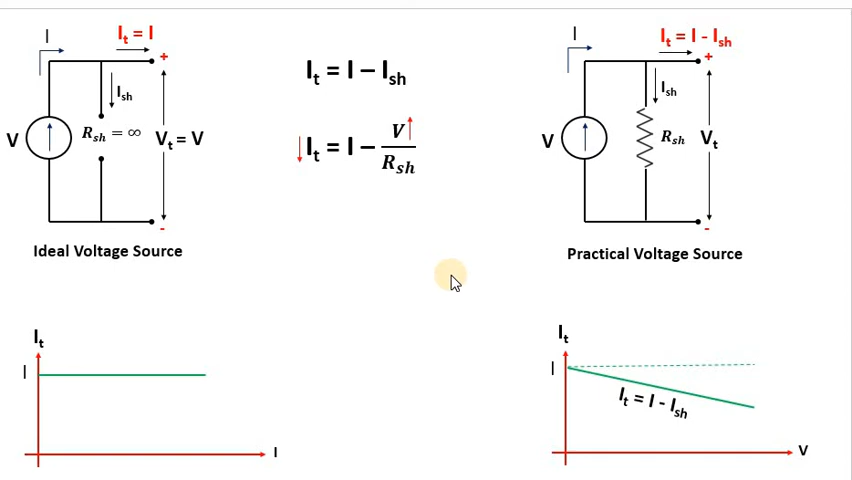 I
It = I
+
Ish
V
Rsh = ∞
Vt = V
-
Ideal Voltage Source
It = I – Ish
↓It = I – V↑/Rsh
I
It = I - Ish
+
Ish
V
Rsh
Vt
-
Practical Voltage Source
It
I
I
It
I
It = I - Ish
V